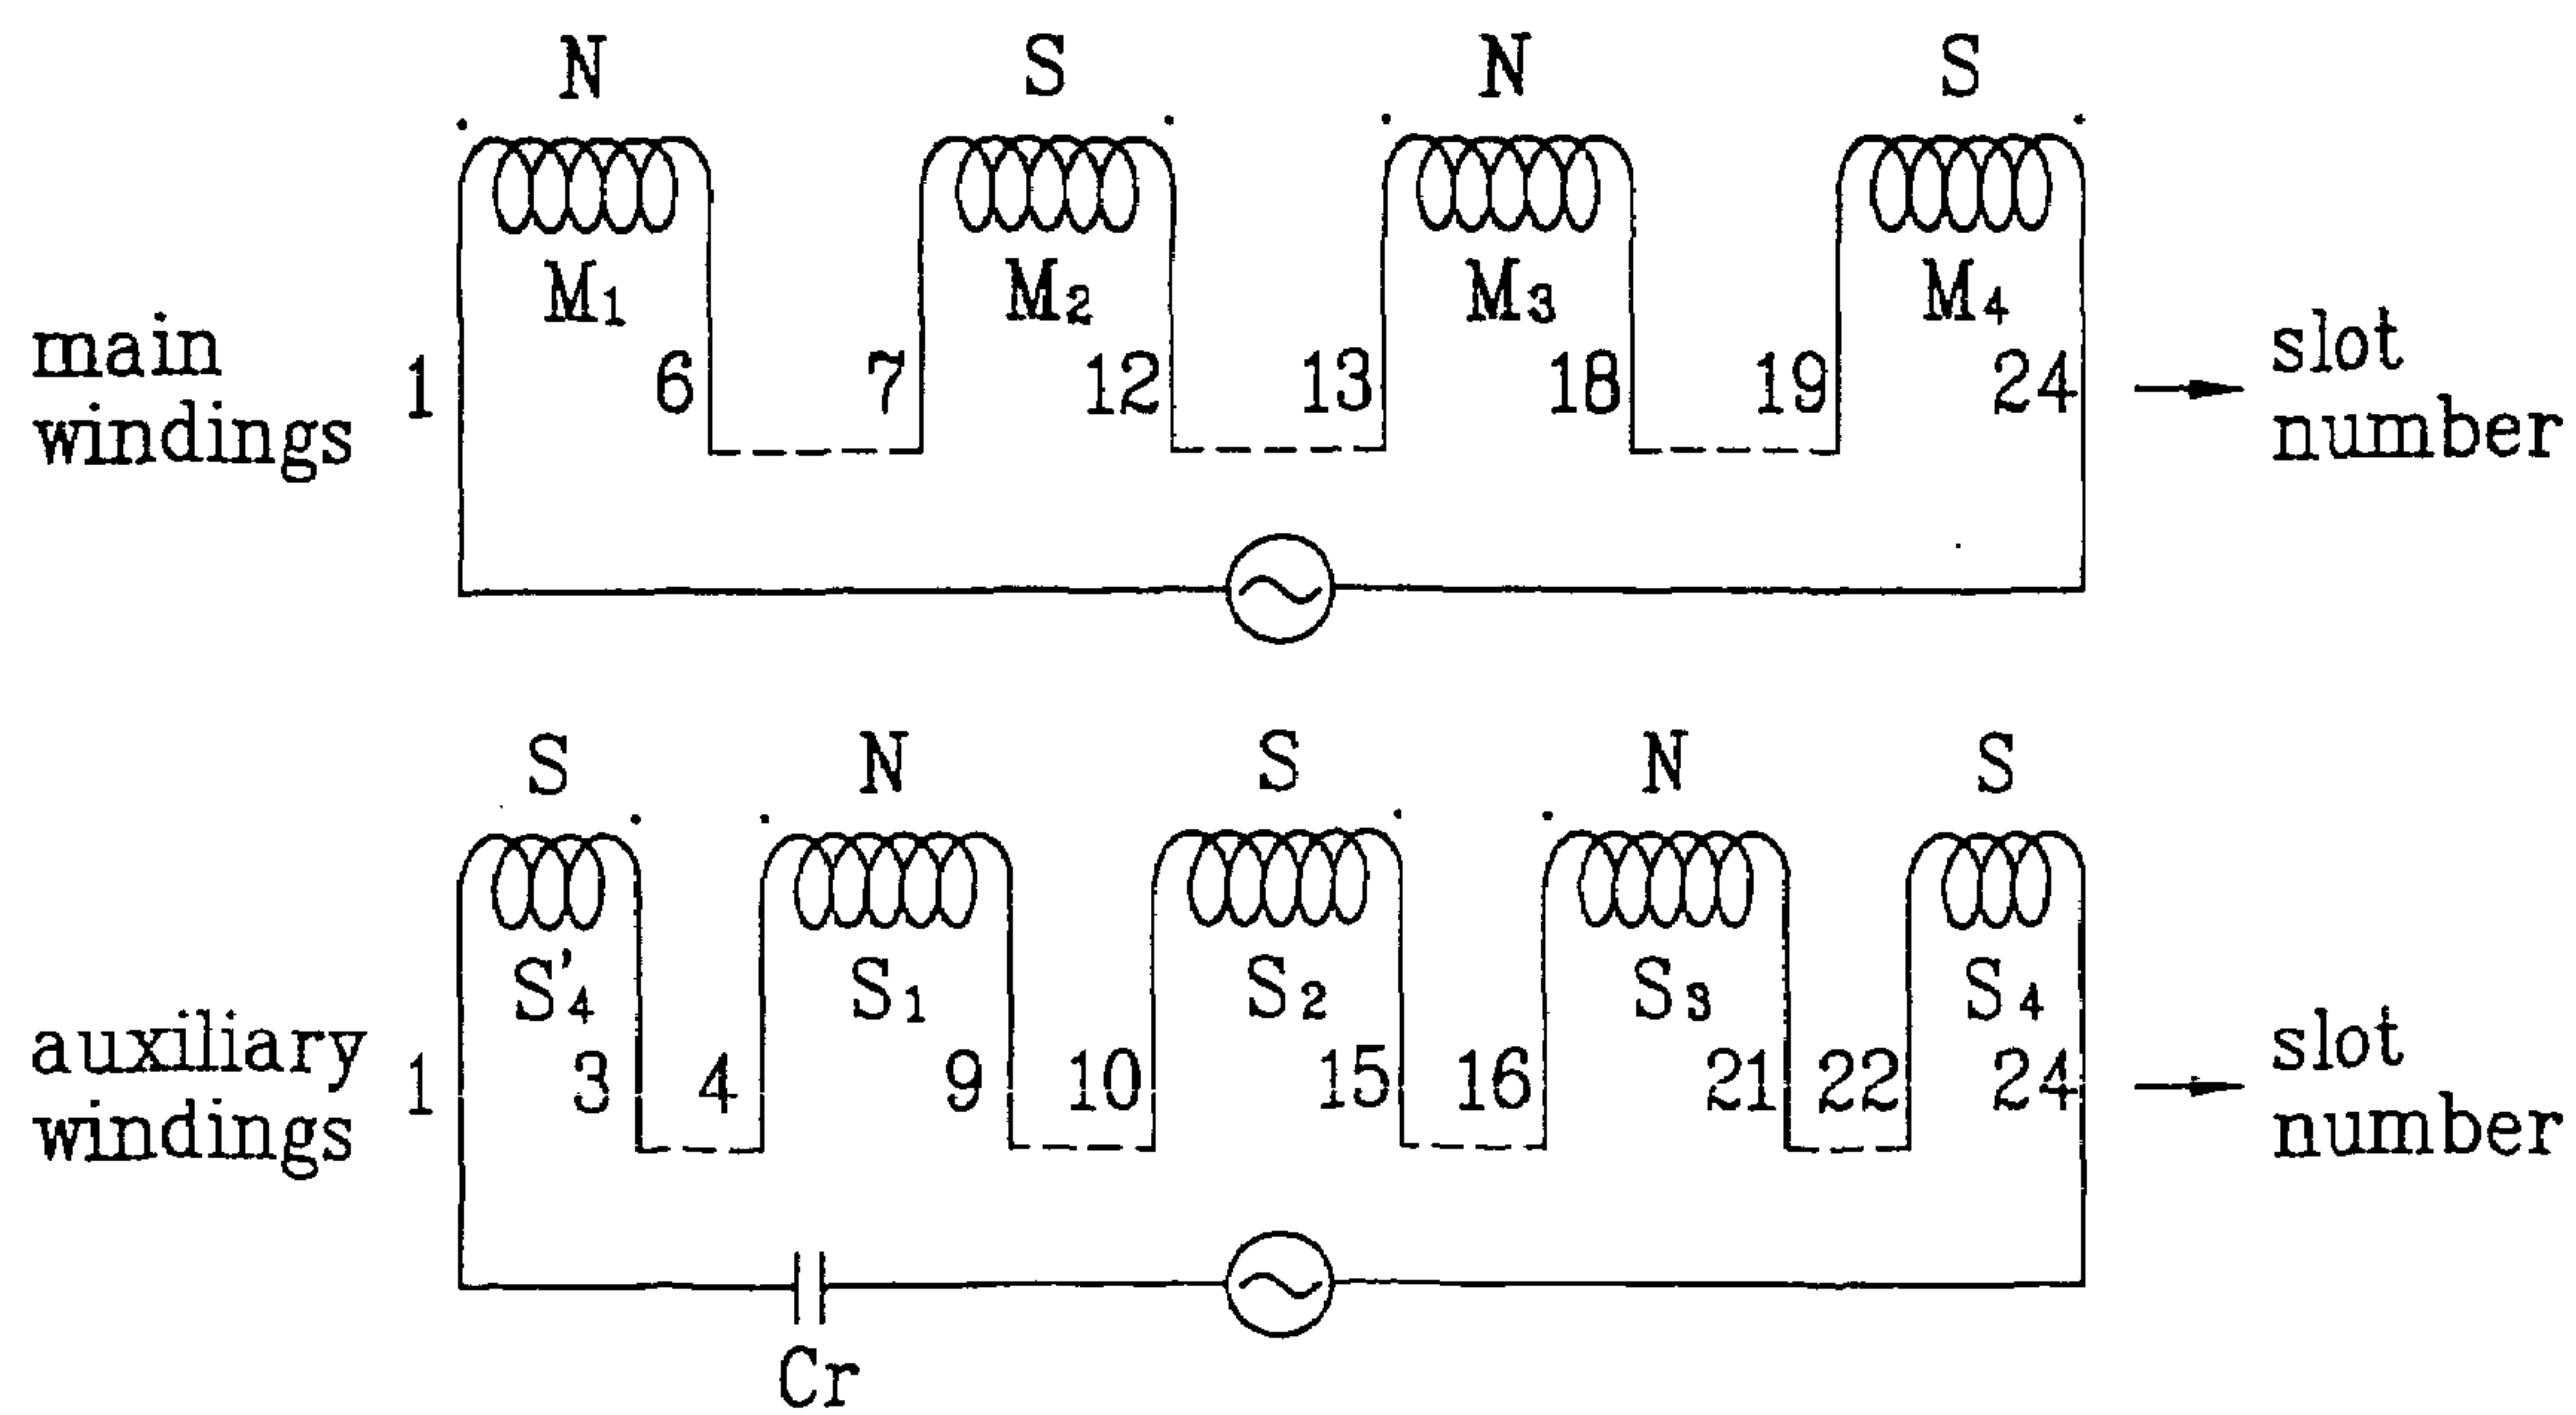 N S N S
M1 M2 M3 M4
main windings
1 6 7 12 13 18 19 24
slot number
S N S N S
S'4 S1 S2 S3 S4
auxiliary windings
1 3 4 9 10 15 16 21 22 24
slot number
Cr